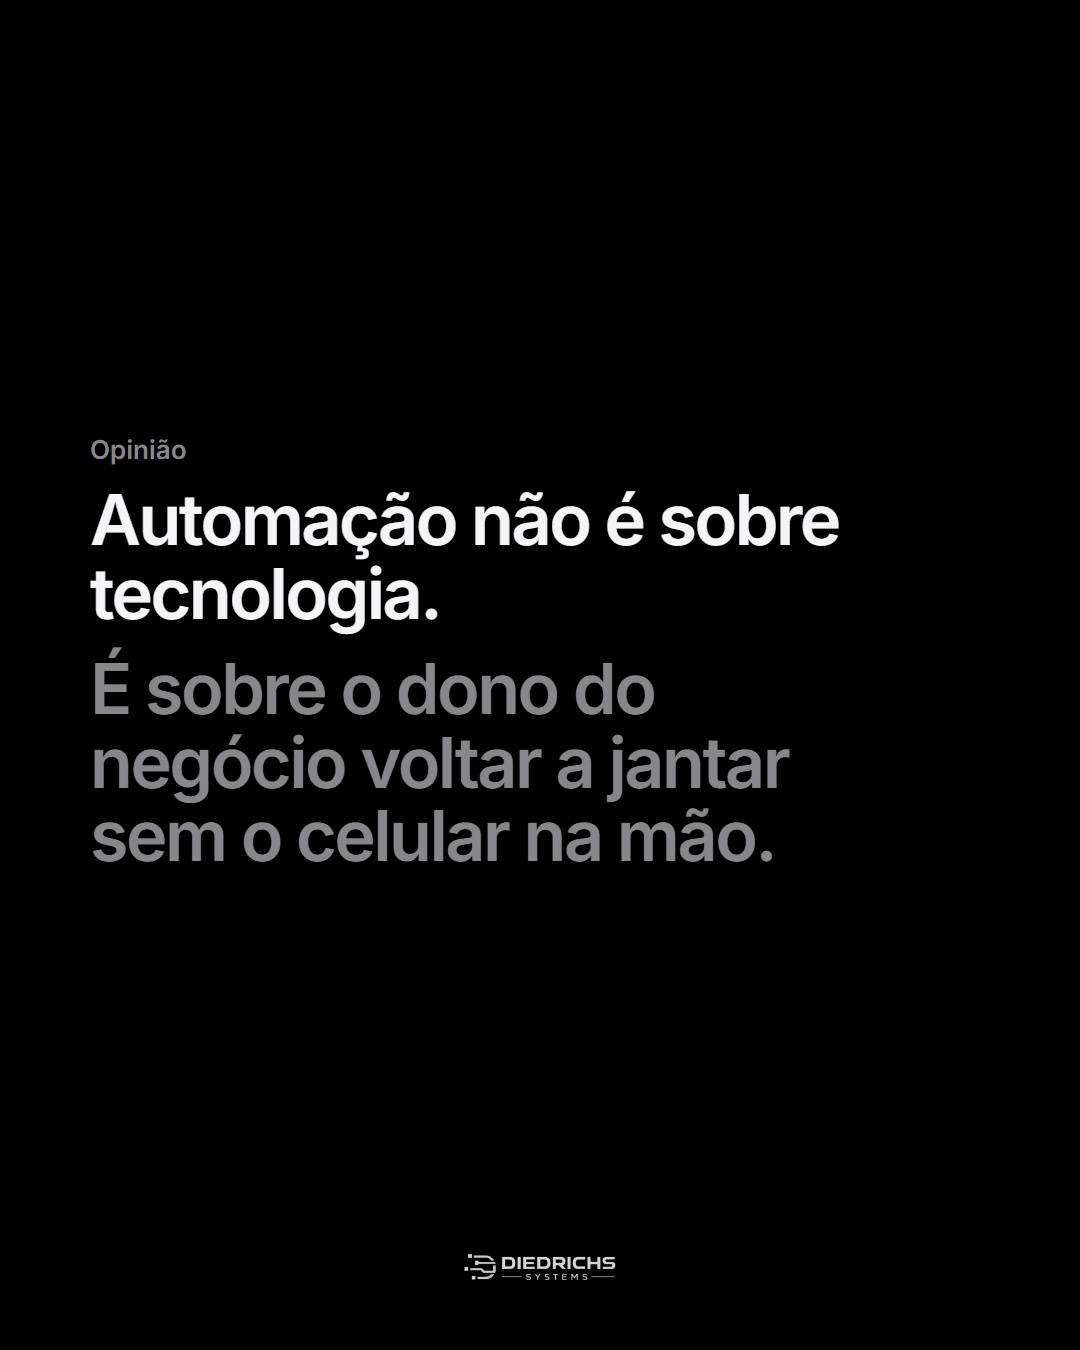 Opinião
Automação não é sobre
tecnologia.
É sobre o dono do
negócio voltar a jantar
sem o celular na mão.
DIEDRICHS
SYSTEMS